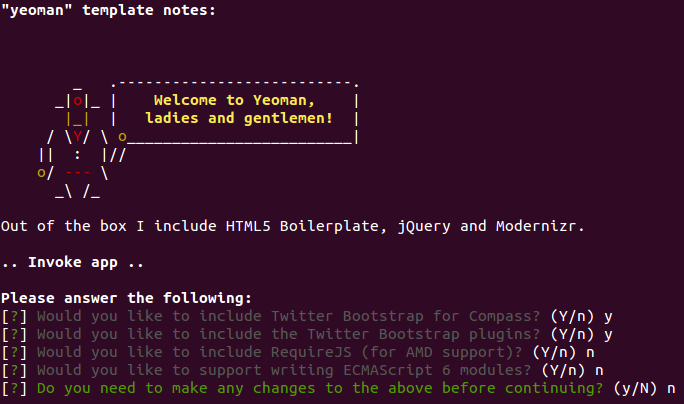 "yeoman" template notes:
Welcome to Yeoman,
ladies and gentlemen!
Out of the box I include HTML5 Boilerplate, jQuery and Modernizr.
.. Invoke app ..
Please answer the following:
[?] Would you like to include Twitter Bootstrap for Compass? (Y/n) y
[?] Would you like to include the Twitter Bootstrap plugins? (Y/n) y
[?] Would you like to include RequireJS (for AMD support)? (Y/n) n
[?] Would you like to support writing ECMAScript 6 modules? (Y/n) n
[?] Do you need to make any changes to the above before continuing? (y/N) n